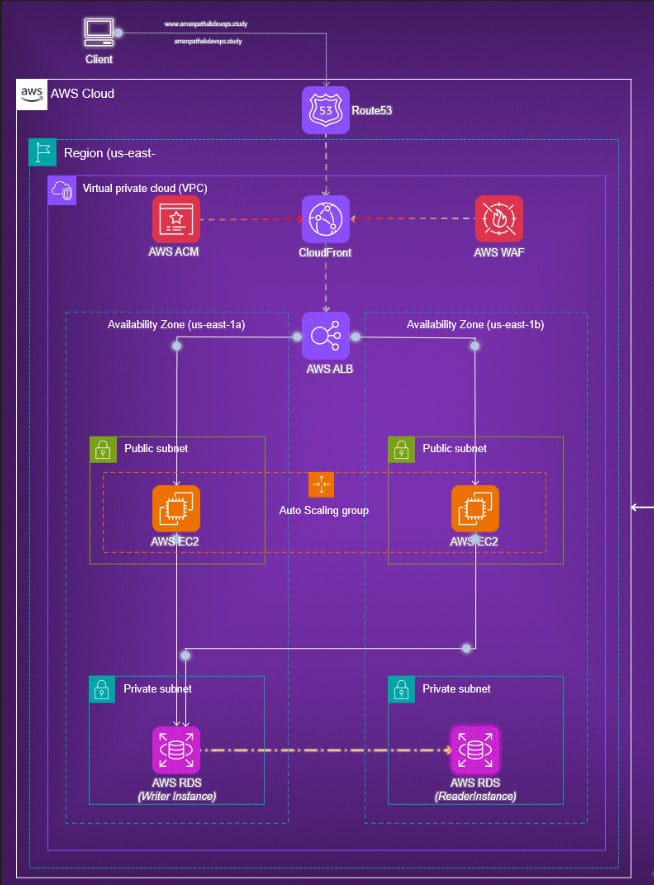 www.amanpathakdevops.study
amanpathakdevops.study
Client
aws
AWS Cloud
53
Route53
Region (us-east-
Virtual private cloud (VPC)
AWS ACM
CloudFront
AWS WAF
Availability Zone (us-east-1a)
Availability Zone (us-east-1b)
AWS ALB
Public subnet
Public subnet
Auto Scaling group
AWS EC2
AWS EC2
Private subnet
Private subnet
AWS RDS
(Writer Instance)
AWS RDS
(ReaderInstance)